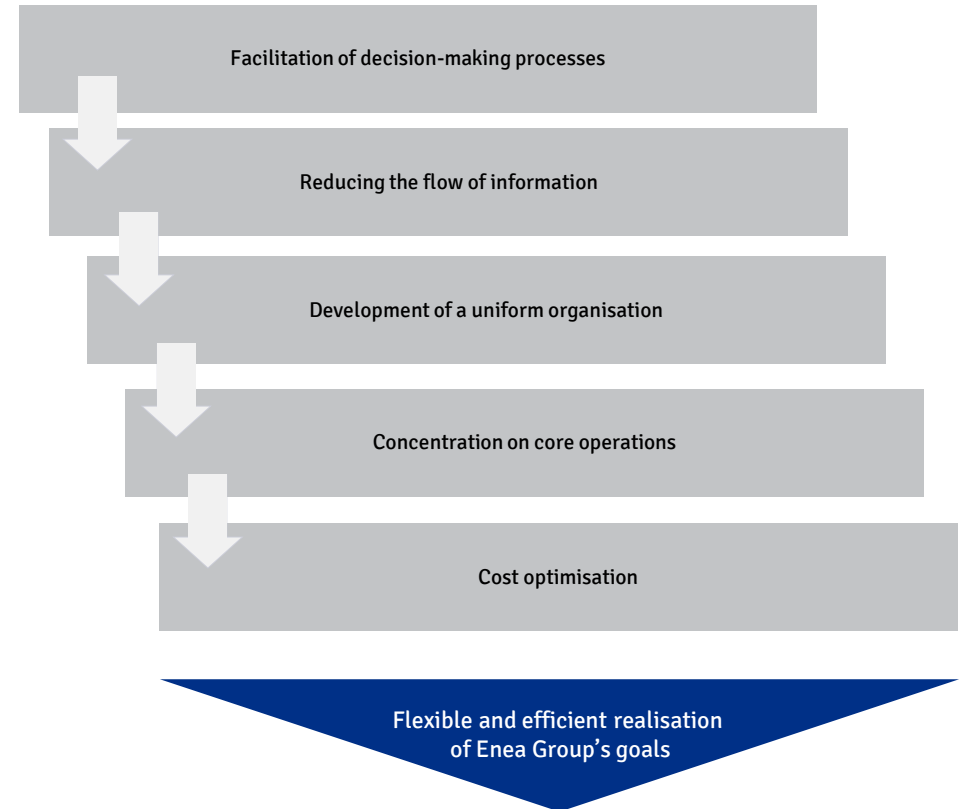 Facilitation of decision-making processes
Reducing the flow of information
Development of a uniform organisation
Concentration on core operations
Cost optimisation
Flexible and efficient realisation
of Enea Group’s goals